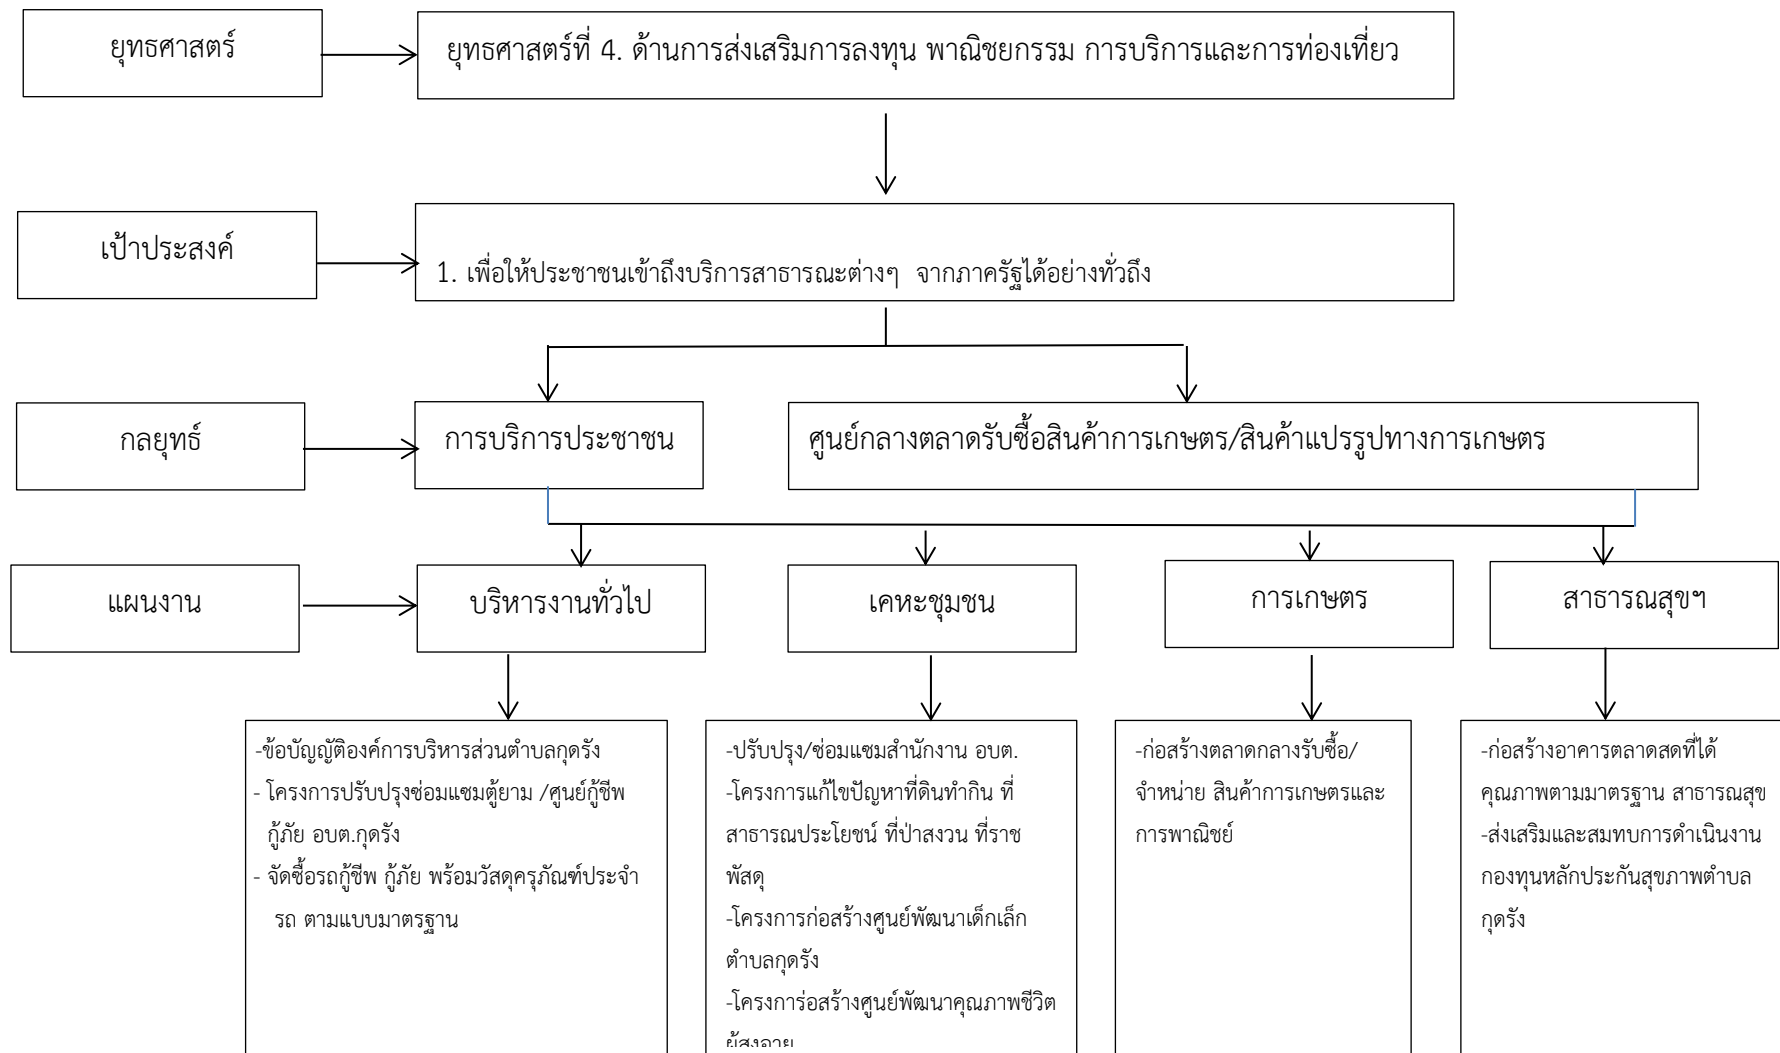 ยุทธศาสตร์
ยุทธศาสตร์ที่ 4. ด้านการส่งเสริมการลงทุน พาณิชยกรรม การบริการและการท่องเที่ยว
เป้าประสงค์
1. เพื่อให้ประชาชนเข้าถึงบริการสาธารณะต่างๆ จากภาครัฐได้อย่างทั่วถึง
กลยุทธ์
การบริการประชาชน
ศูนย์กลางตลาดรับซื้อสินค้าการเกษตร/สินค้าแปรรูปทางการเกษตร
แผนงาน
บริหารงานทั่วไป
เคหะชุมชน
การเกษตร
สาธารณสุขฯ
-ข้อบัญญัติองค์การบริหารส่วนตำบลกุดรัง
- โครงการปรับปรุงซ่อมแซมตู้ยาม /ศูนย์กู้ชีพ
กู้ภัย อบต.กุดรัง
- จัดซื้อรถกู้ชีพ กู้ภัย พร้อมวัสดุครุภัณฑ์ประจำ
รถ ตามแบบมาตรฐาน
-ปรับปรุง/ซ่อมแซมสำนักงาน อบต.
-โครงการแก้ไขปัญหาที่ดินทำกิน ที่
สาธารณประโยชน์ ที่ป่าสงวน ที่ราช
พัสดุ
-โครงการก่อสร้างศูนย์พัฒนาเด็กเล็ก
ตำบลกุดรัง
-โครงการ่อสร้างศูนย์พัฒนาคุณภาพชีวิต
ผู้สูงอายุ
-ก่อสร้างตลาดกลางรับซื้อ/
จำหน่าย สินค้าการเกษตรและ
การพาณิชย์
-ก่อสร้างอาคารตลาดสดที่ได้
คุณภาพตามมาตรฐาน สาธารณสุข
-ส่งเสริมและสมทบการดำเนินงาน
กองทุนหลักประกันสุขภาพตำบล
กุดรัง